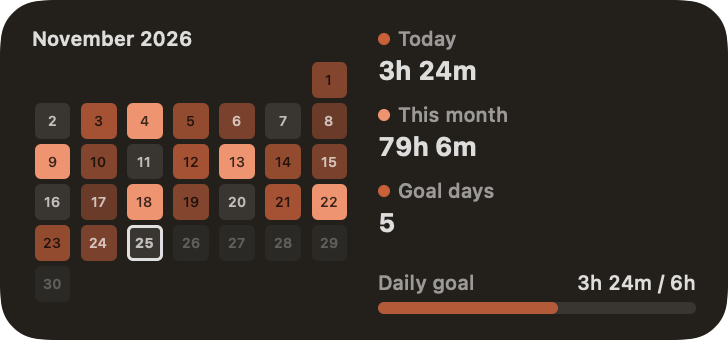 November 2026
1
2 3 4 5 6 7 8
9 10 11 12 13 14 15
16 17 18 19 20 21 22
23 24 25 26 27 28 29
30
Today
3h 24m
This month
79h 6m
Goal days
5
Daily goal 3h 24m / 6h